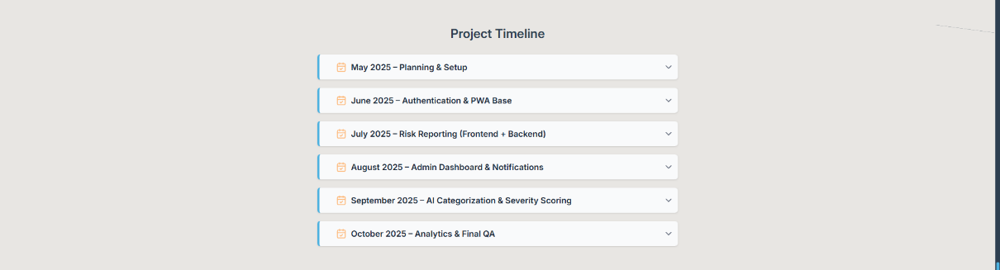 Project Timeline
May 2025 – Planning & Setup
June 2025 – Authentication & PWA Base
July 2025 – Risk Reporting (Frontend + Backend)
August 2025 – Admin Dashboard & Notifications
September 2025 – AI Categorization & Severity Scoring
October 2025 – Analytics & Final QA